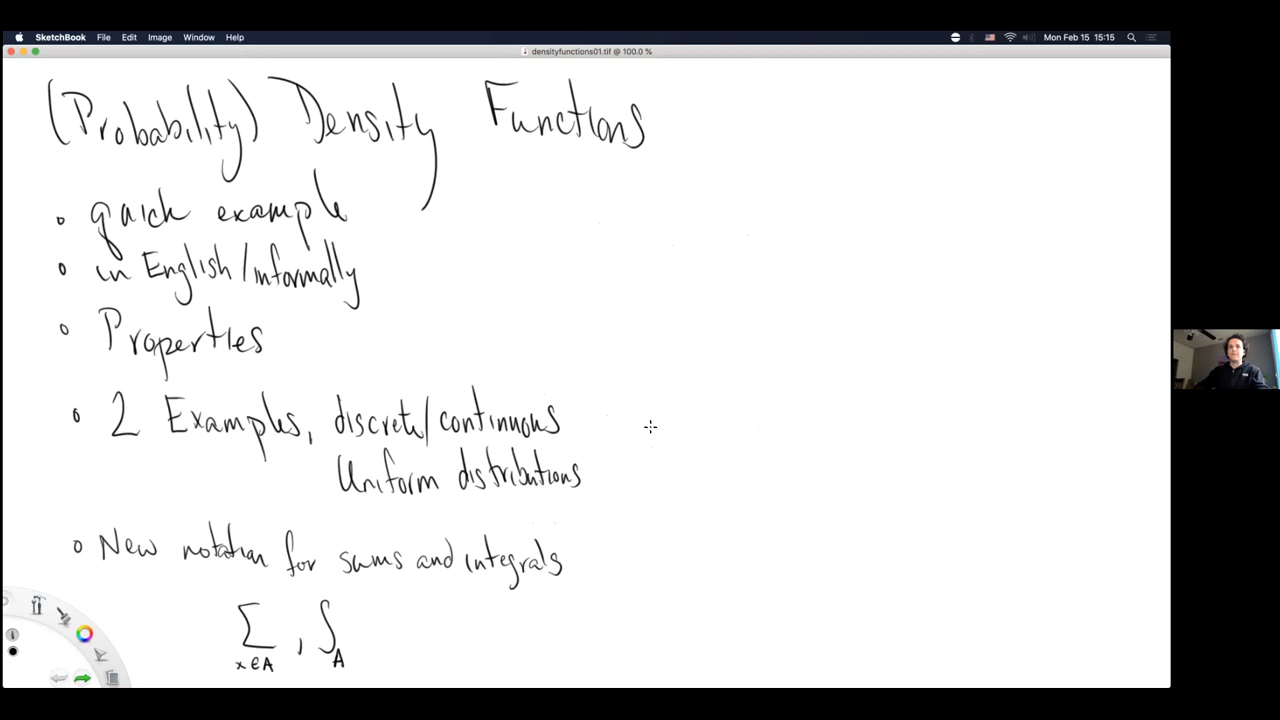 SketchBook File Edit Image Window Help Mon Feb 15 15:15
densityfunctions01.tif @ 100.0 %
(Probability) Density Functions
• quick example
• in English/informally
• Properties
• 2 Examples, discrete/continuous
Uniform distributions
• New notation for sums and integrals
∑ x∈A , ∫ A